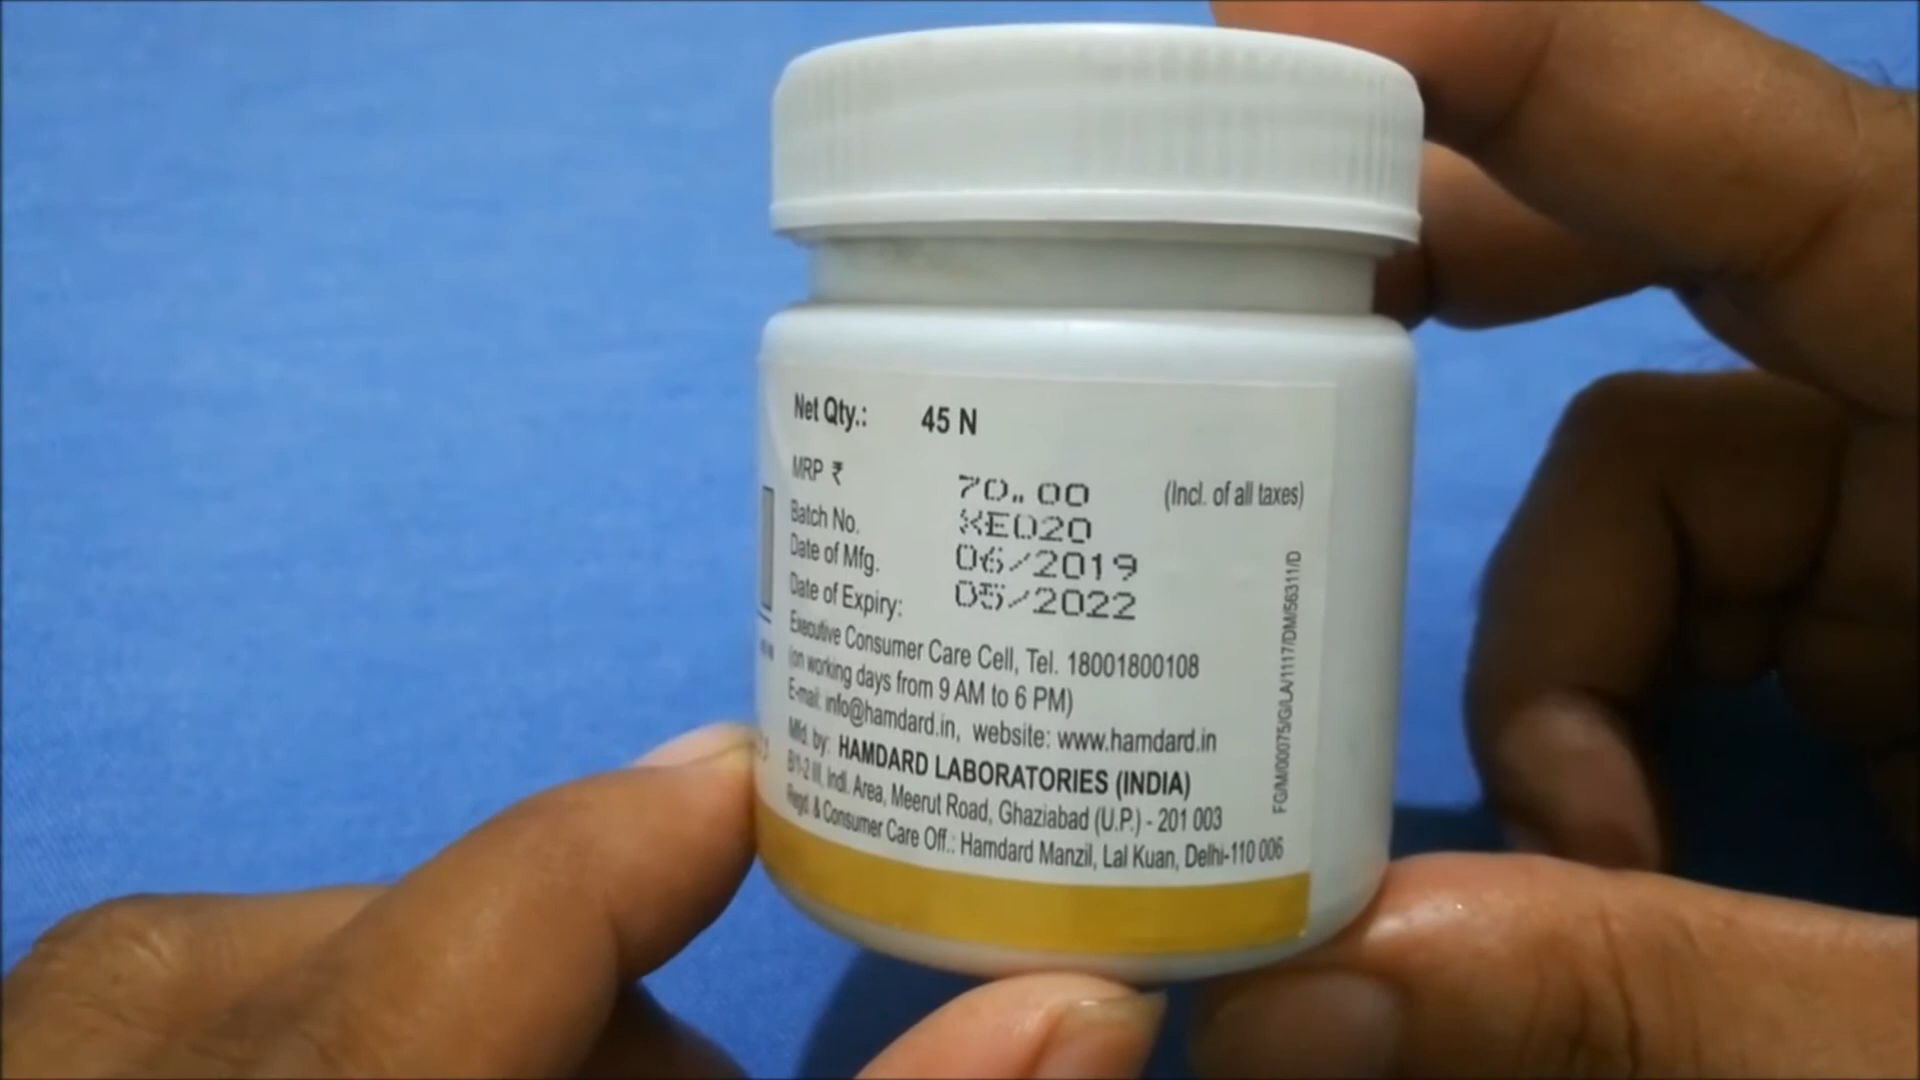 Net Qty.: 45 N
MRP ₹ 70.00 (Incl. of all taxes)
Batch No. KE020
Date of Mfg. 06/2019
Date of Expiry: 05/2022
Executive Consumer Care Cell, Tel. 18001800108
(on working days from 9 AM to 6 PM)
E-mail: info@hamdard.in, website: www.hamdard.in
Mfd. by: HAMDARD LABORATORIES (INDIA)
B/1-2 III, Indl. Area, Meerut Road, Ghaziabad (U.P.) - 201 003
Regd. & Consumer Care Off.: Hamdard Manzil, Lal Kuan, Delhi-110 006
FG/M/00075/G/LA/1117/DM/56311/D